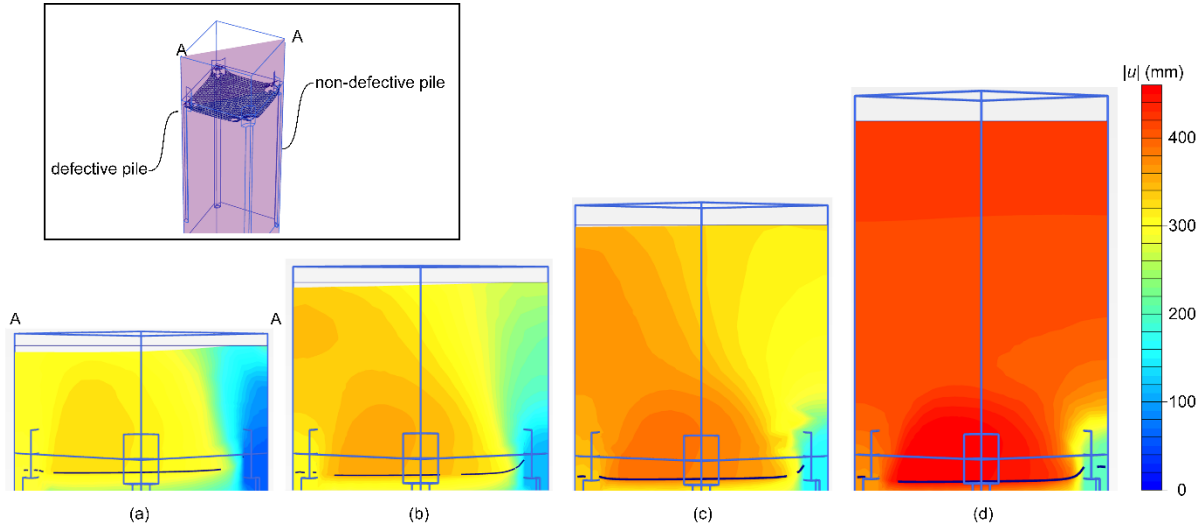 A
A
non-defective pile
defective pile
|u| (mm)
400
300
200
100
0
A
A
(a)
(b)
(c)
(d)